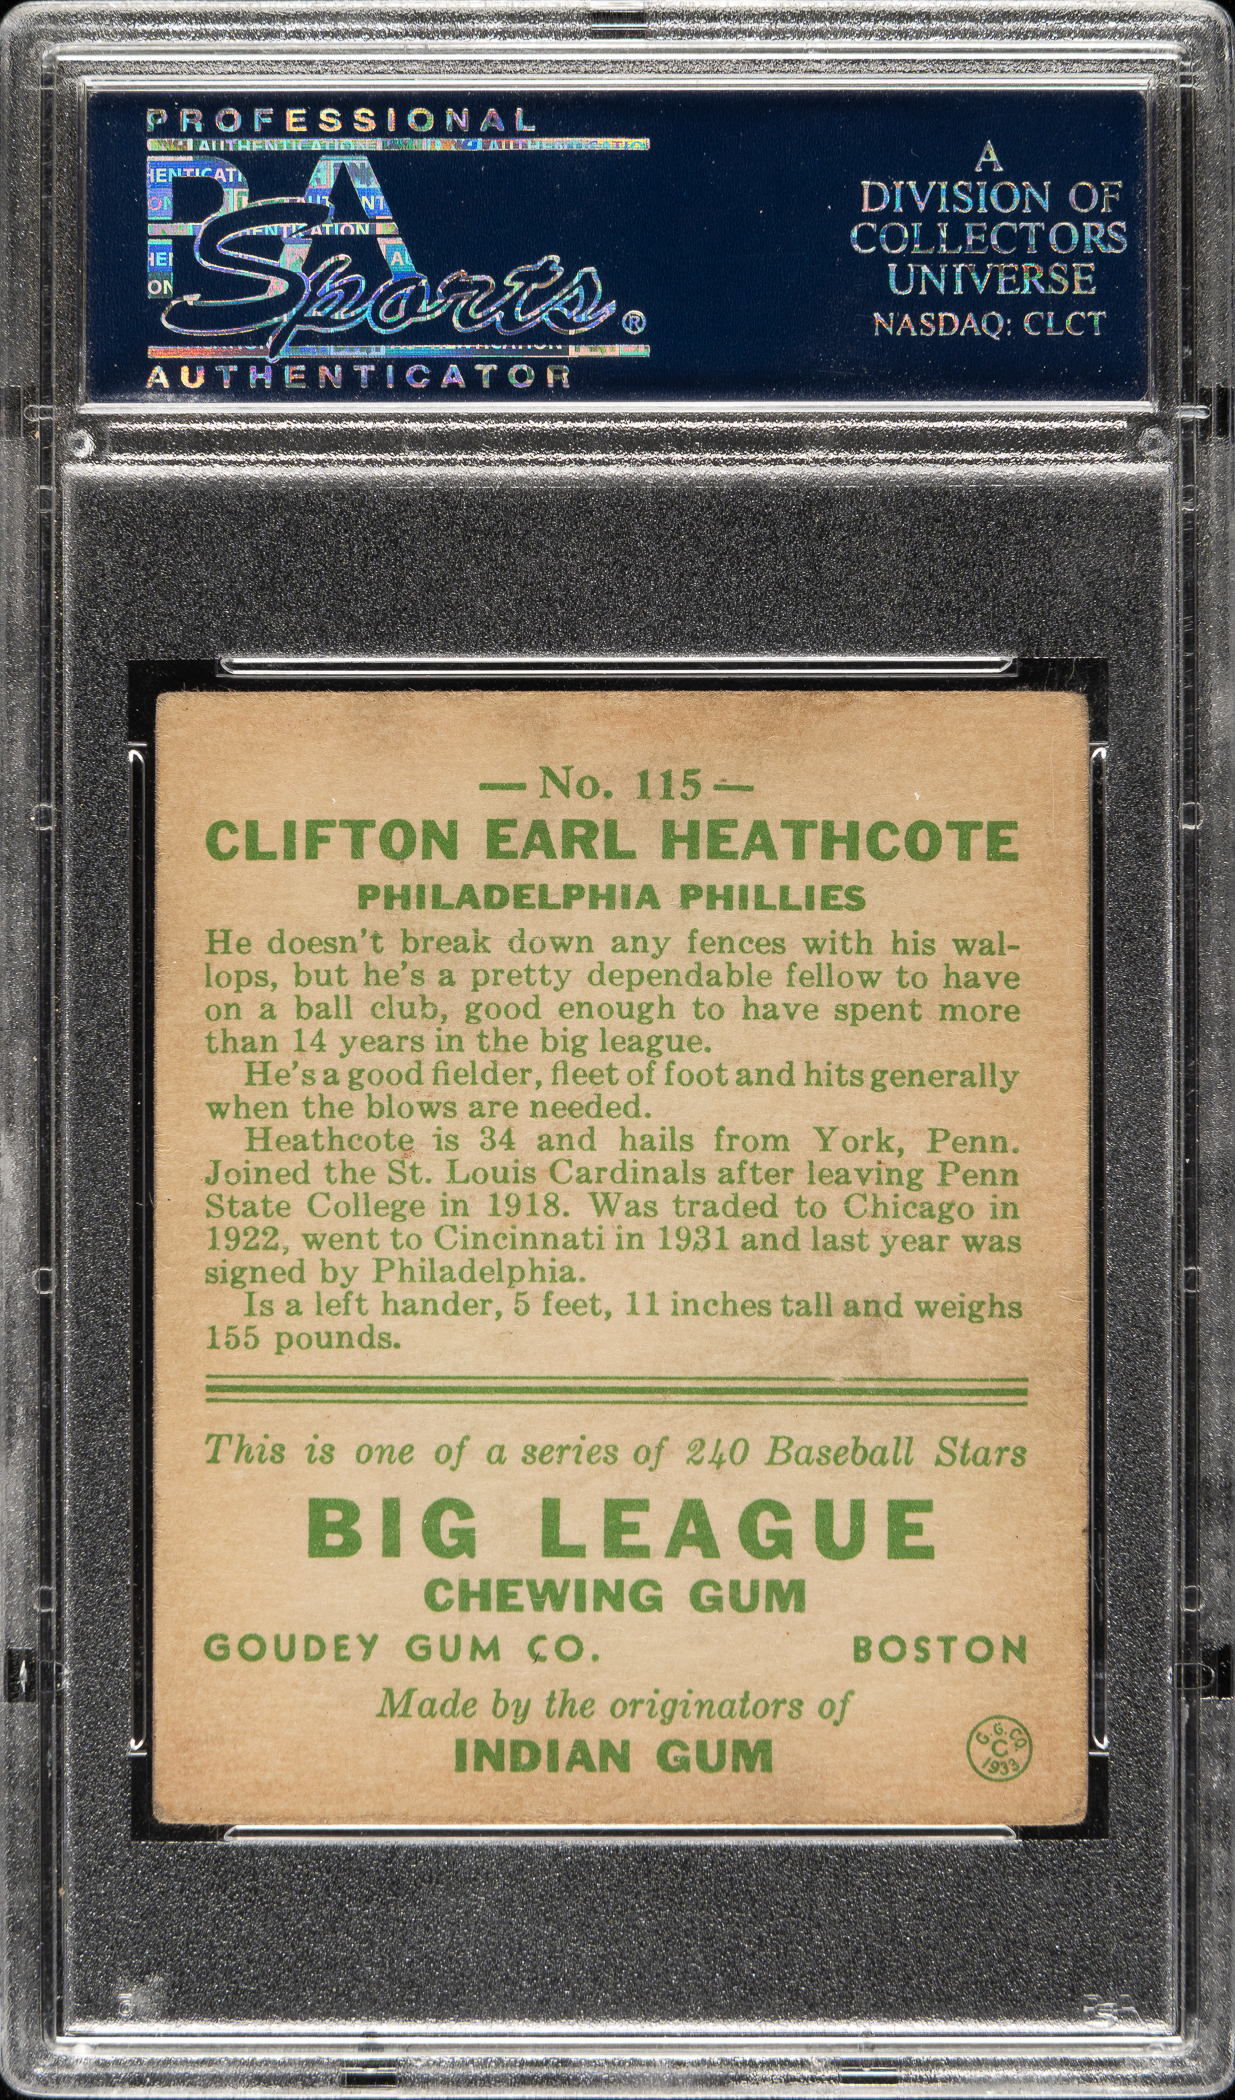 PROFESSIONAL
PSA
Sports®
AUTHENTICATOR
A
DIVISION OF
COLLECTORS
UNIVERSE
NASDAQ: CLCT
— No. 115 —
CLIFTON EARL HEATHCOTE
PHILADELPHIA PHILLIES
He doesn't break down any fences with his wal-
lops, but he's a pretty dependable fellow to have
on a ball club, good enough to have spent more
than 14 years in the big league.
He's a good fielder, fleet of foot and hits generally
when the blows are needed.
Heathcote is 34 and hails from York, Penn.
Joined the St. Louis Cardinals after leaving Penn
State College in 1918. Was traded to Chicago in
1922, went to Cincinnati in 1931 and last year was
signed by Philadelphia.
Is a left hander, 5 feet, 11 inches tall and weighs
155 pounds.
This is one of a series of 240 Baseball Stars
BIG LEAGUE
CHEWING GUM
GOUDEY GUM CO. BOSTON
Made by the originators of
INDIAN GUM
G.G.CO.
C
1933